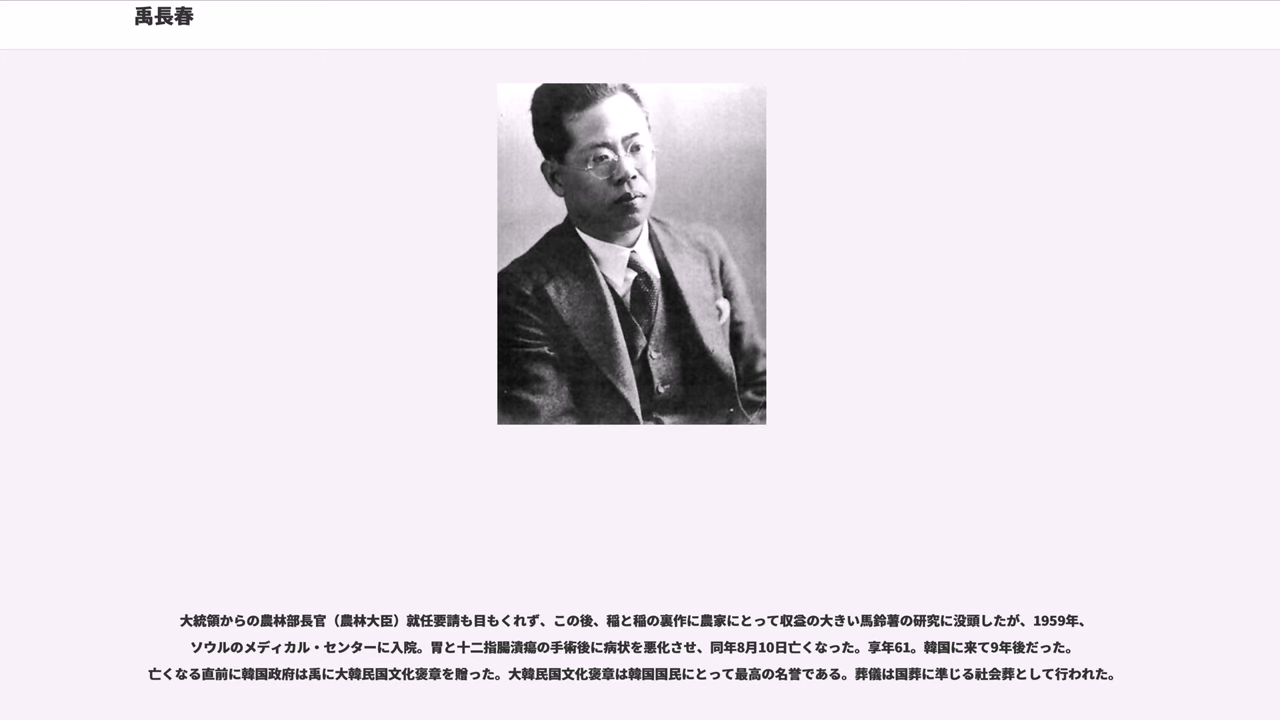 禹長春
大統領からの農林部長官（農林大臣）就任要請も目もくれず、この後、稲と稲の裏作に農家にとって収益の大きい馬鈴薯の研究に没頭したが、1959年、
ソウルのメディカル・センターに入院。胃と十二指腸潰瘍の手術後に病状を悪化させ、同年8月10日亡くなった。享年61。韓国に来て9年後だった。
亡くなる直前に韓国政府は禹に大韓民国文化褒章を贈った。大韓民国文化褒章は韓国国民にとって最高の名誉である。葬儀は国葬に準じる社会葬として行われた。